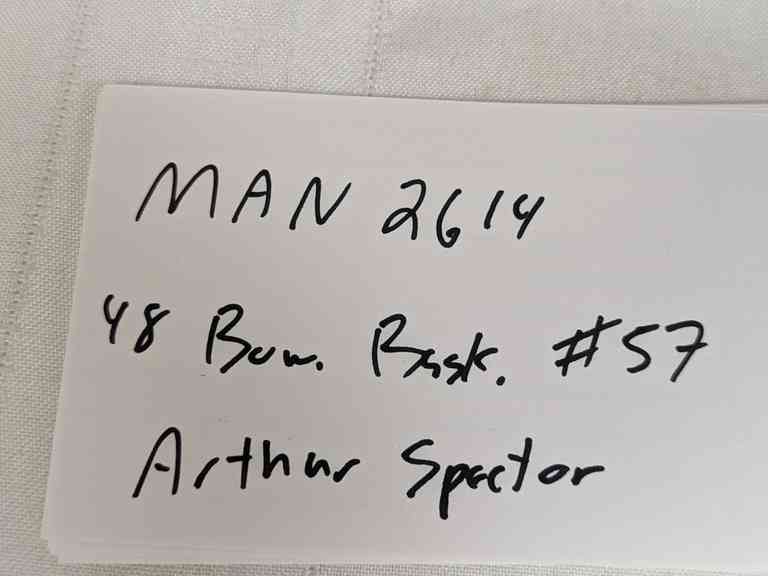 MAN 2614
48 Bow. Bask. #57
Arthur Spector